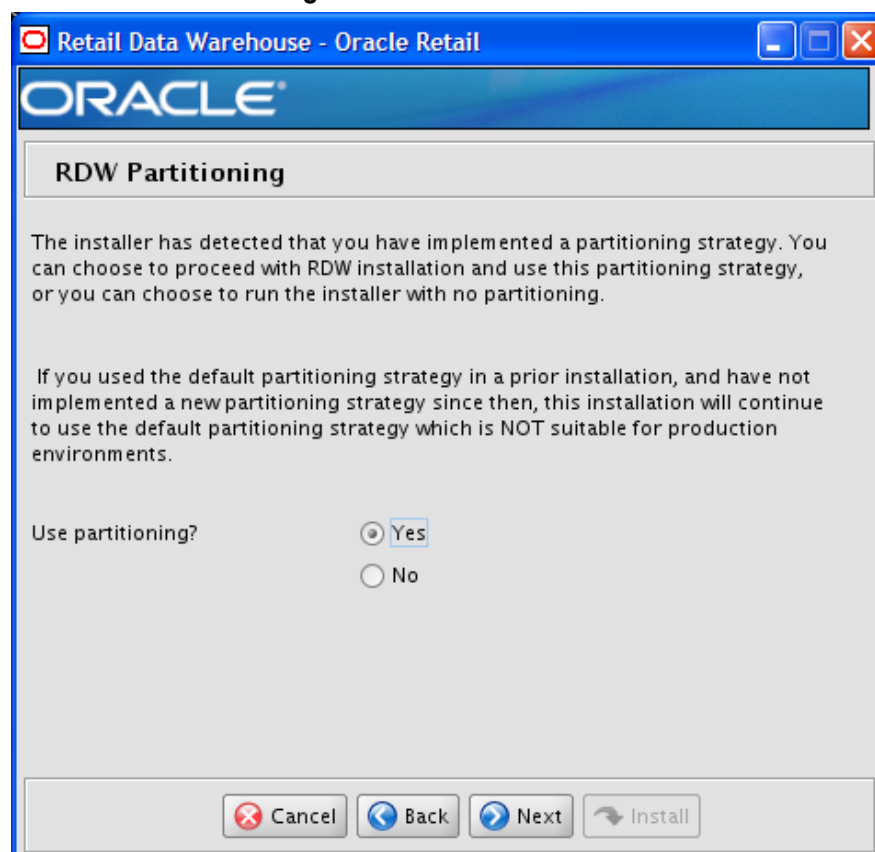 Retail Data Warehouse - Oracle Retail
ORACLE®
RDW Partitioning
The installer has detected that you have implemented a partitioning strategy. You
can choose to proceed with RDW installation and use this partitioning strategy,
or you can choose to run the installer with no partitioning.
If you used the default partitioning strategy in a prior installation, and have not
implemented a new partitioning strategy since then, this installation will continue
to use the default partitioning strategy which is NOT suitable for production
environments.
Use partitioning?
Yes
No
Cancel
Back
Next
Install